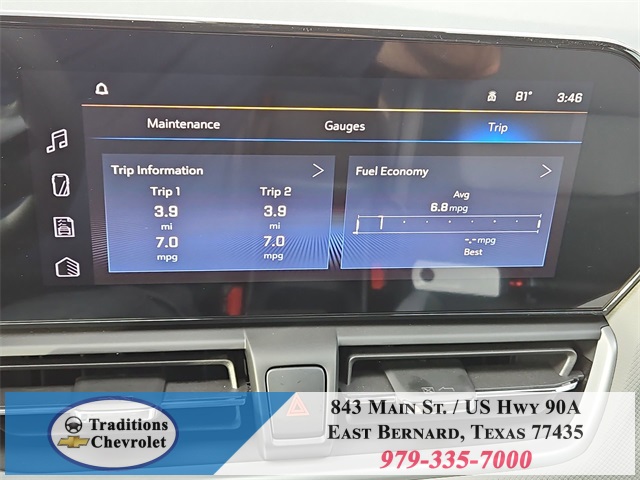 81° 3:46
Maintenance Gauges Trip
Trip Information
Trip 1 Trip 2
3.9 3.9
mi mi
7.0 7.0
mpg mpg
Fuel Economy
Avg
6.8 mpg
-.- mpg
Best
Traditions
Chevrolet
843 Main St. / US Hwy 90A
East Bernard, Texas 77435
979-335-7000